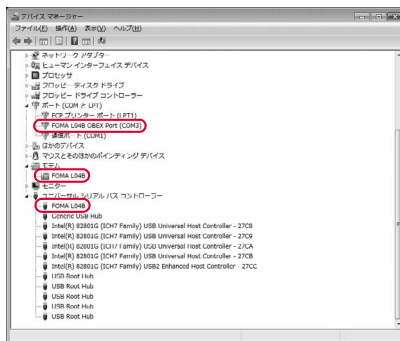 デバイス マネージャー
ファイル(F) 操作(A) 表示(V) ヘルプ(H)
ネットワーク アダプター
ヒューマン インターフェイス デバイス
プロセッサ
フロッピー ディスク ドライブ
フロッピー ドライブ コントローラー
ポート (COM と LPT)
ECP プリンター ポート (LPT1)
FOMA L04B OBEX Port (COM3)
通信ポート (COM1)
ほかのデバイス
マウスとそのほかのポインティング デバイス
モデム
FOMA L04B
モニター
ユニバーサル シリアル バス コントローラー
FOMA L04B
Generic USB Hub
Intel(R) 82801G (ICH7 Family) USB Universal Host Controller - 27C8
Intel(R) 82801G (ICH7 Family) USB Universal Host Controller - 27C9
Intel(R) 82801G (ICH7 Family) USB Universal Host Controller - 27CA
Intel(R) 82801G (ICH7 Family) USB Universal Host Controller - 27CB
Intel(R) 82801G (ICH7 Family) USB2 Enhanced Host Controller - 27CC
USB Root Hub
USB Root Hub
USB Root Hub
USB Root Hub